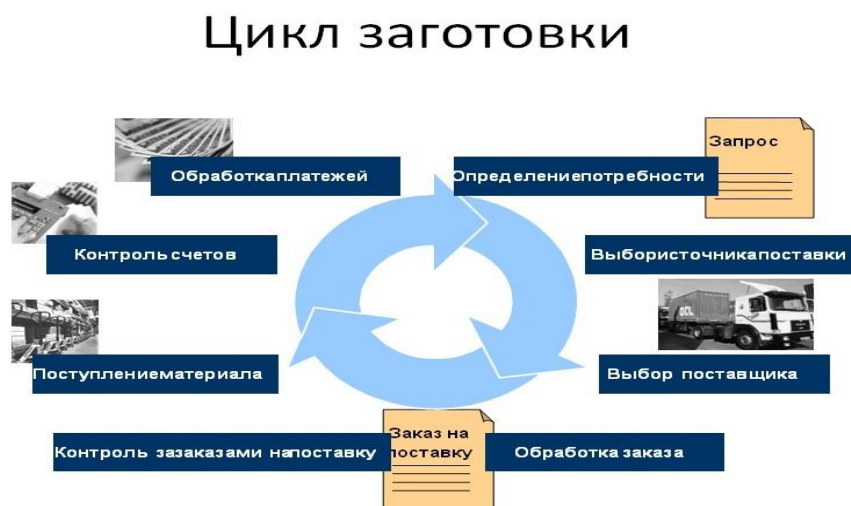 Цикл заготовки
Запрос
Обработкаплатежей
Определениепотребности
Контроль счетов
Выбористочникапоставки
OCL
Поступлениематериала
Выбор поставщика
Заказ на
поставку
Контроль зазаказами напоставку
Обработка заказа